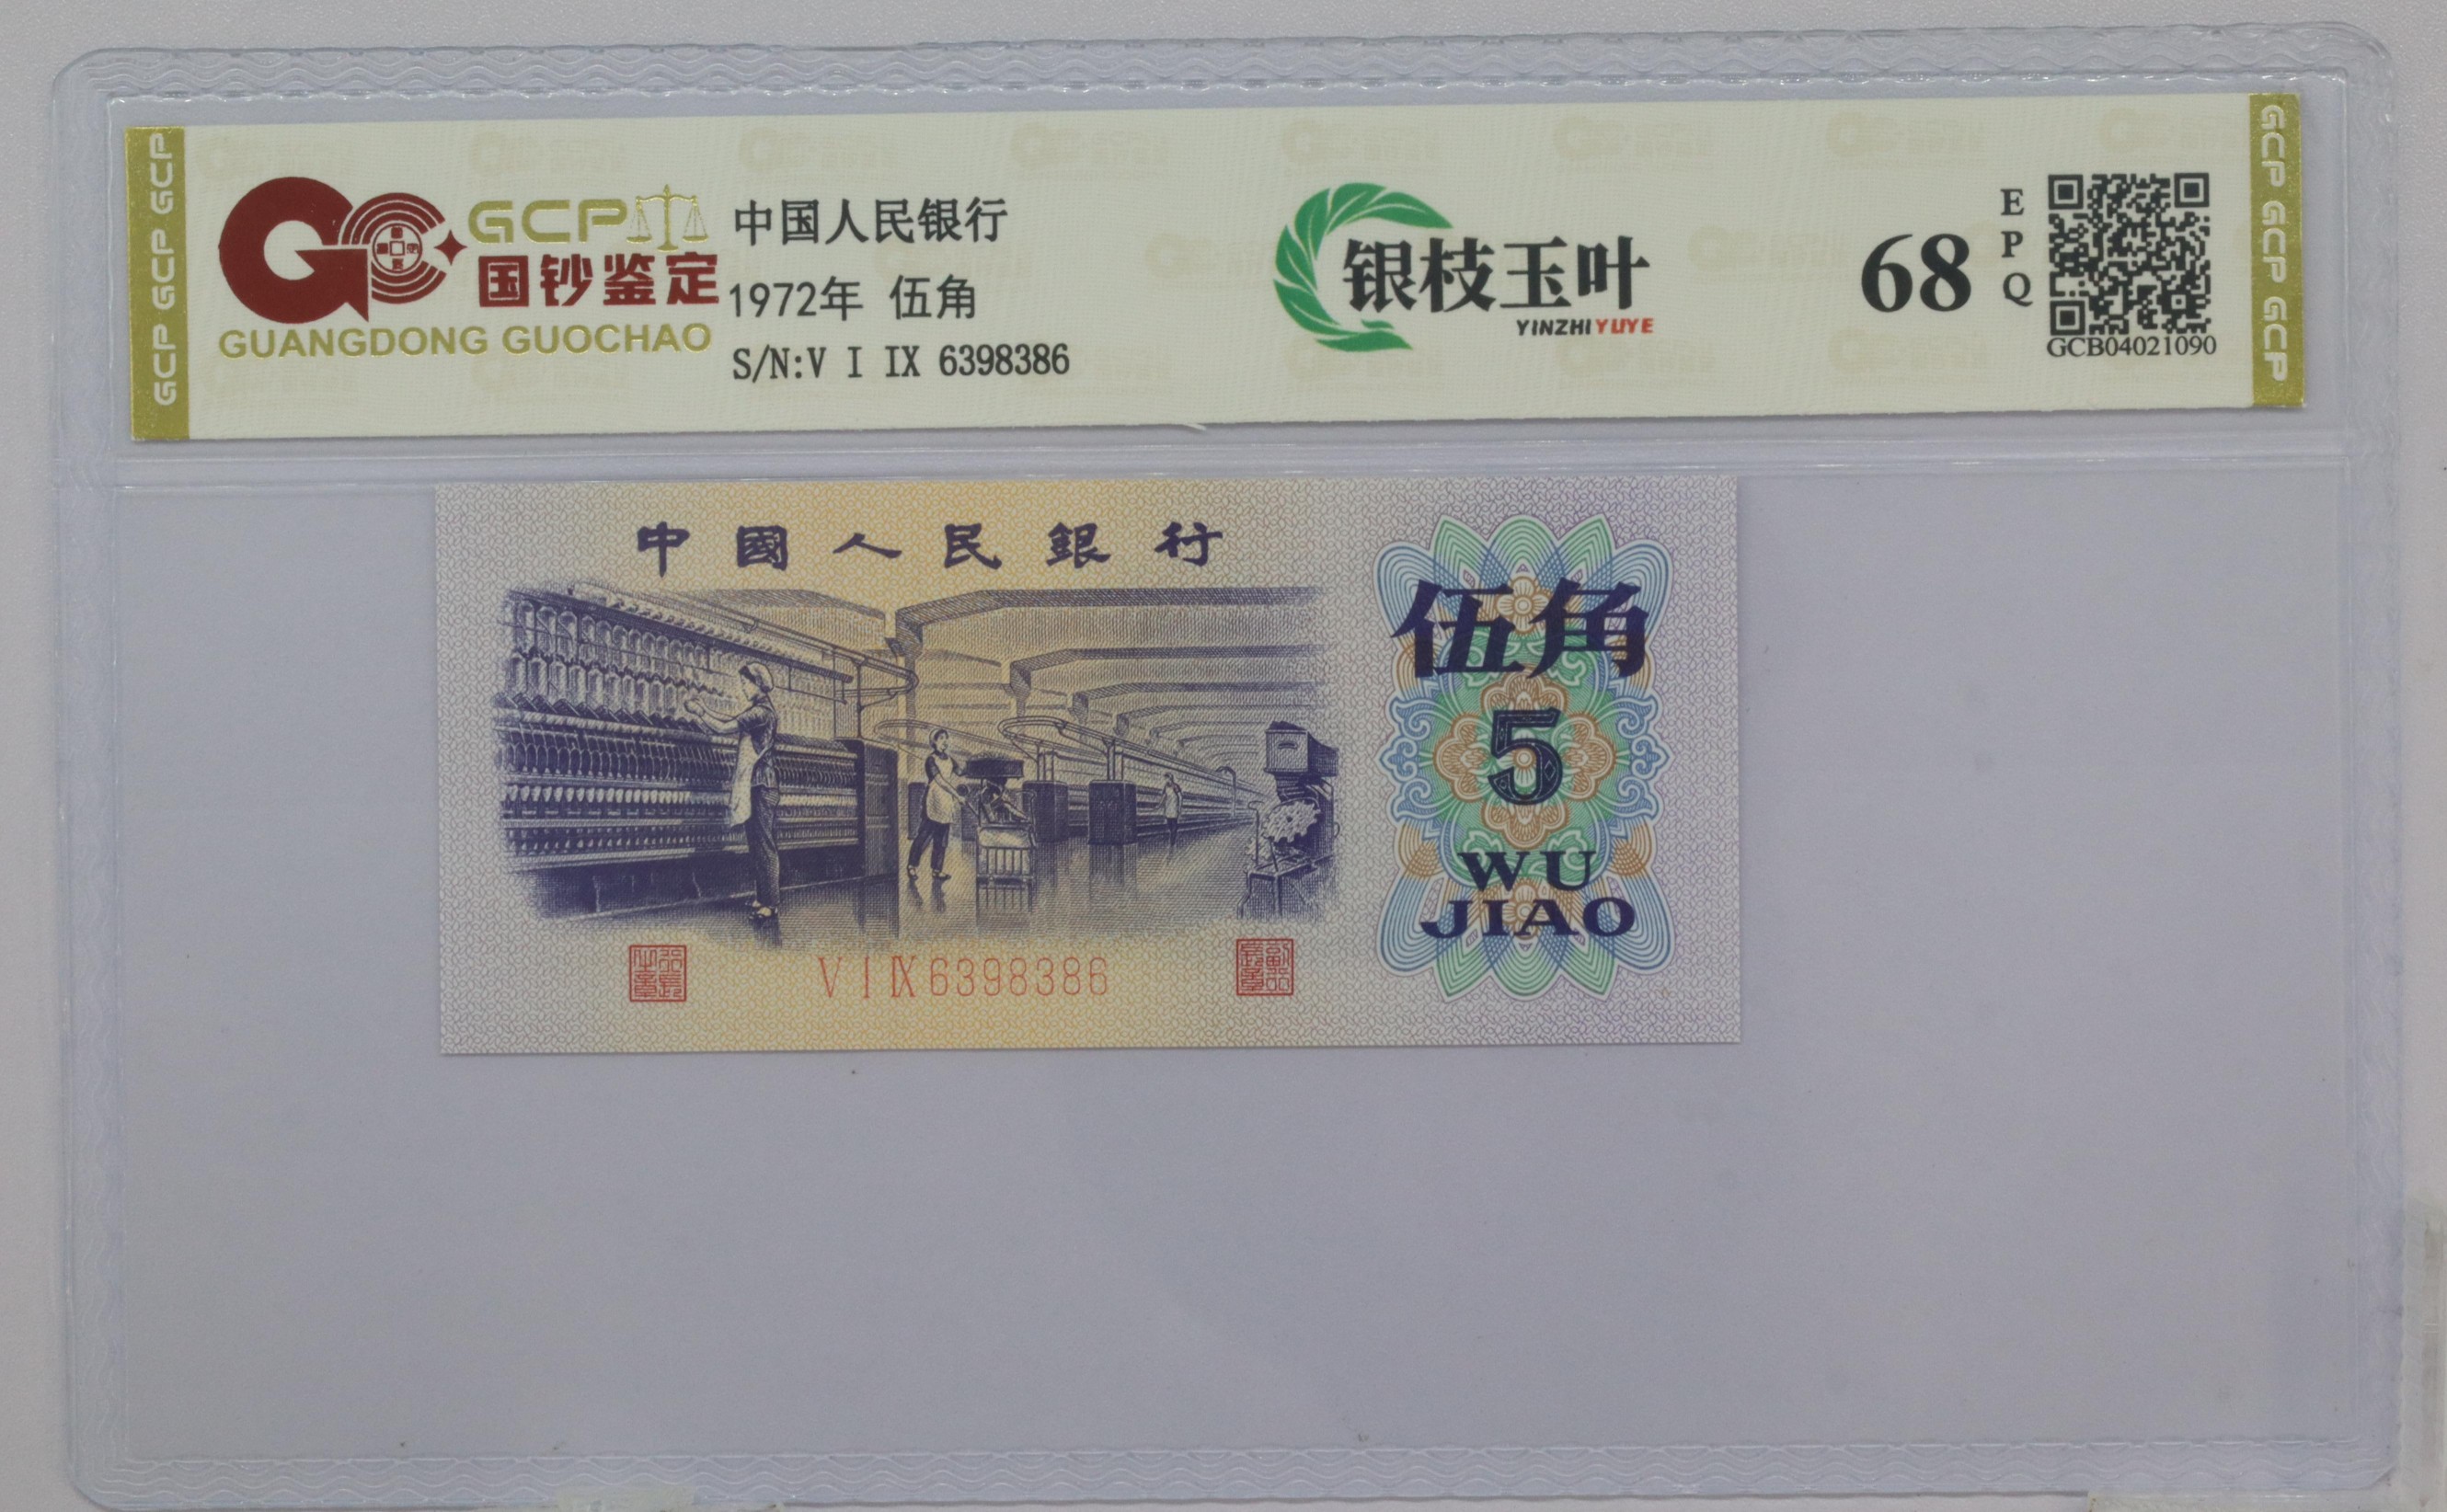 GCP GCP GCP
GCP
国钞鉴定
GUANGDONG GUOCHAO
中国人民银行
1972年 伍角
S/N:V I IX 6398386
银枝玉叶
YINZHI YUYE
68
EPQ
GCB04021090
GCP GCP GCP
中國人民銀行
伍角
5
WU
JIAO
V I IX 6398386